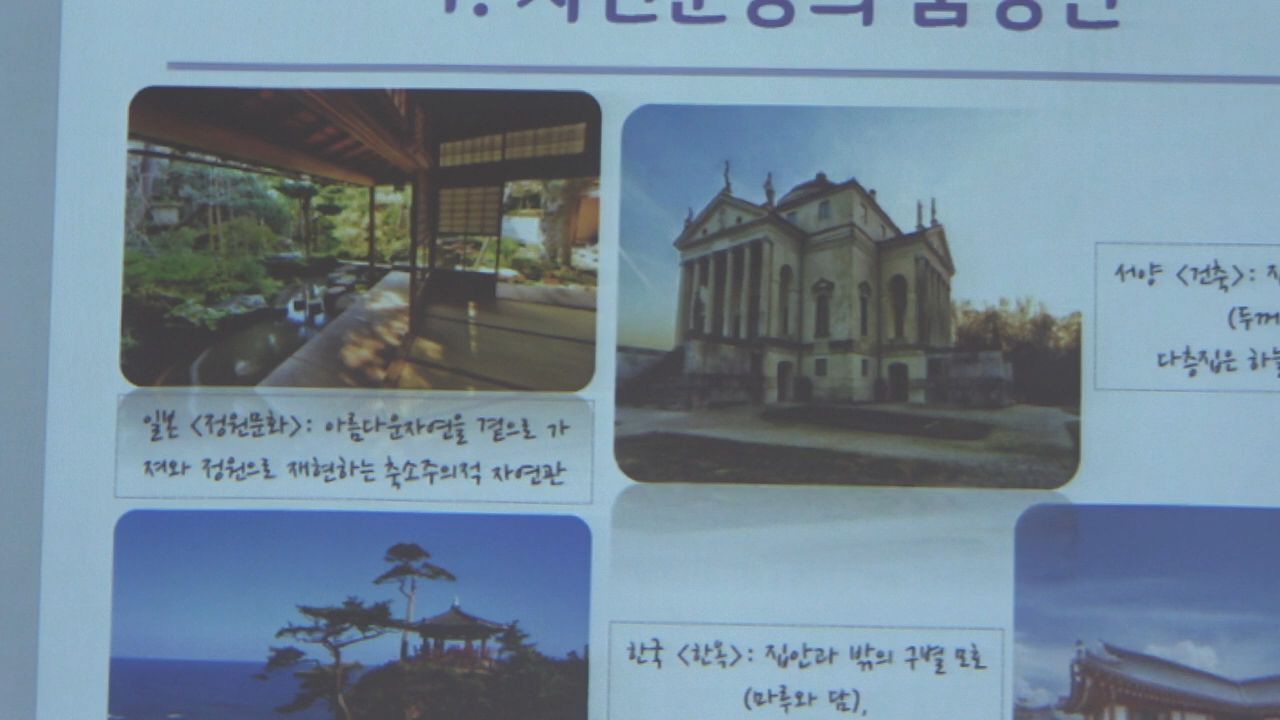 일본 <정원문화>: 아름다운자연을 곁으로 가
져와 정원으로 재현하는 축소주의적 자연관
서양 <건축>:
(두꺼
다층집은 하늘
한국 <한옥>: 집안과 밖의 구별 모호
(마루와 담),